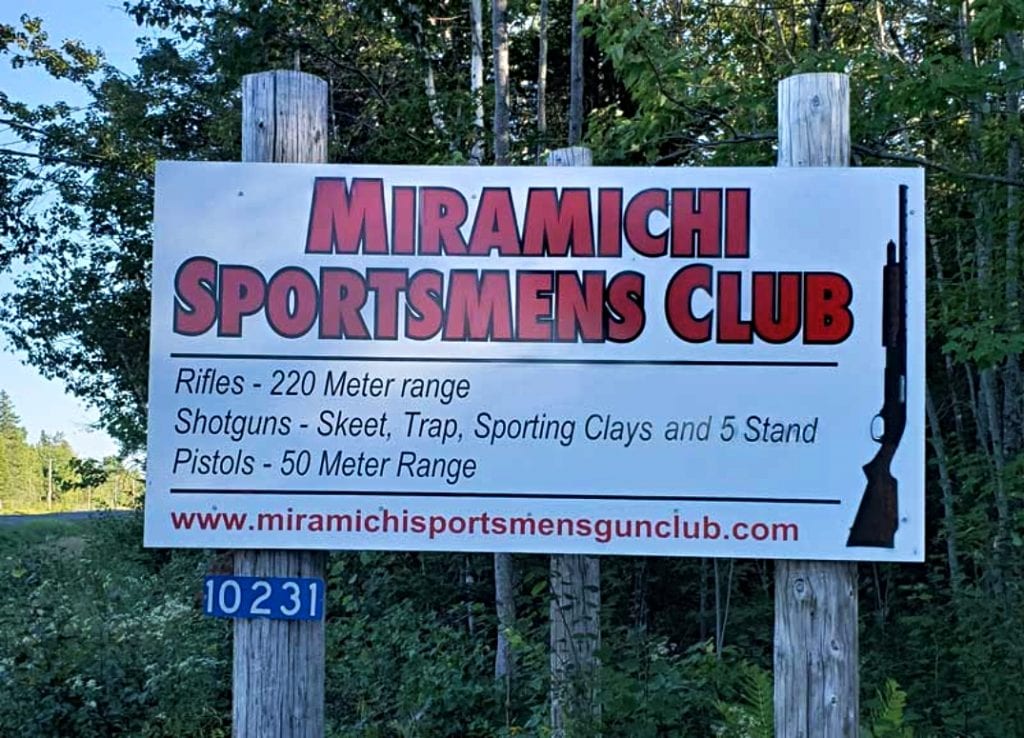 MIRAMICHI
SPORTSMENS CLUB
Rifles - 220 Meter range
Shotguns - Skeet, Trap, Sporting Clays and 5 Stand
Pistols - 50 Meter Range
www.miramichisportsmensgunclub.com
10231